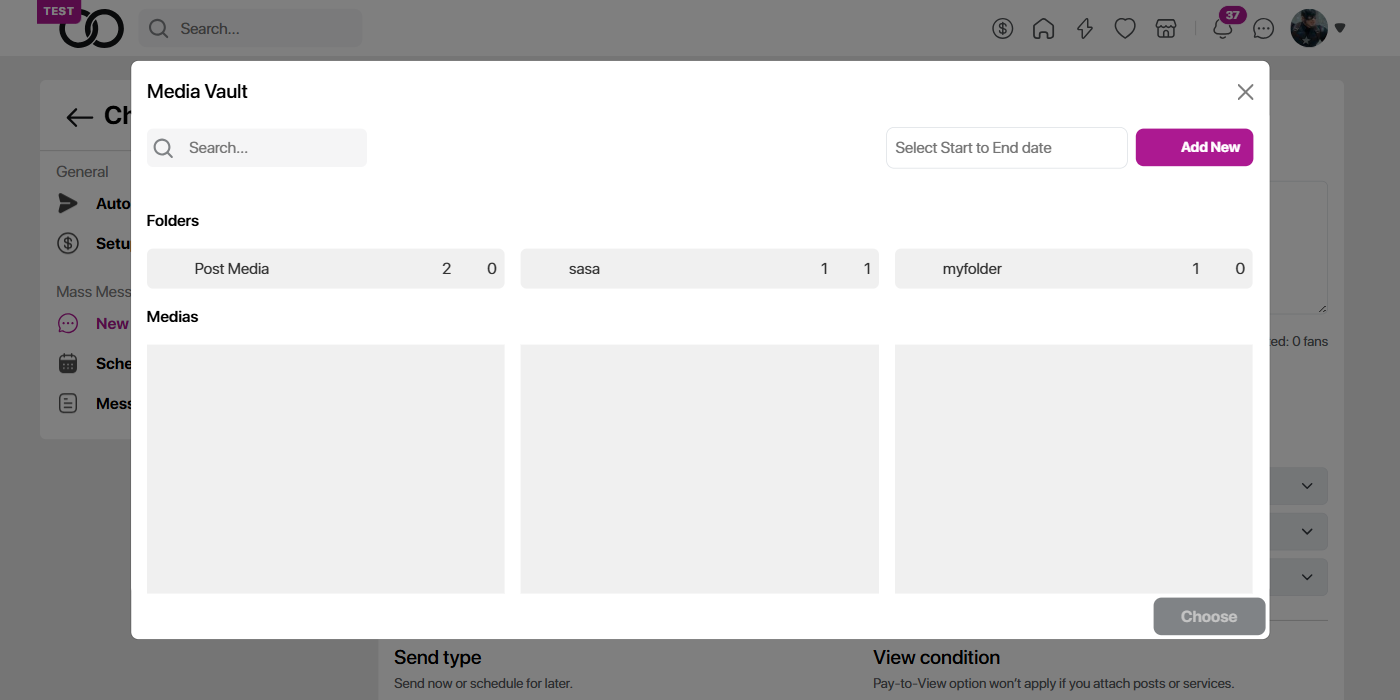 TEST
Search...
37
Ch
General
Auto
Setu
Mass Mess
New
Sche
Mess
Media Vault
Search...
Select Start to End date
Add New
Folders
Post Media 2 0
sasa 1 1
myfolder 1 0
Medias
Choose
ed: 0 fans
Send type
Send now or schedule for later.
View condition
Pay-to-View option won't apply if you attach posts or services.